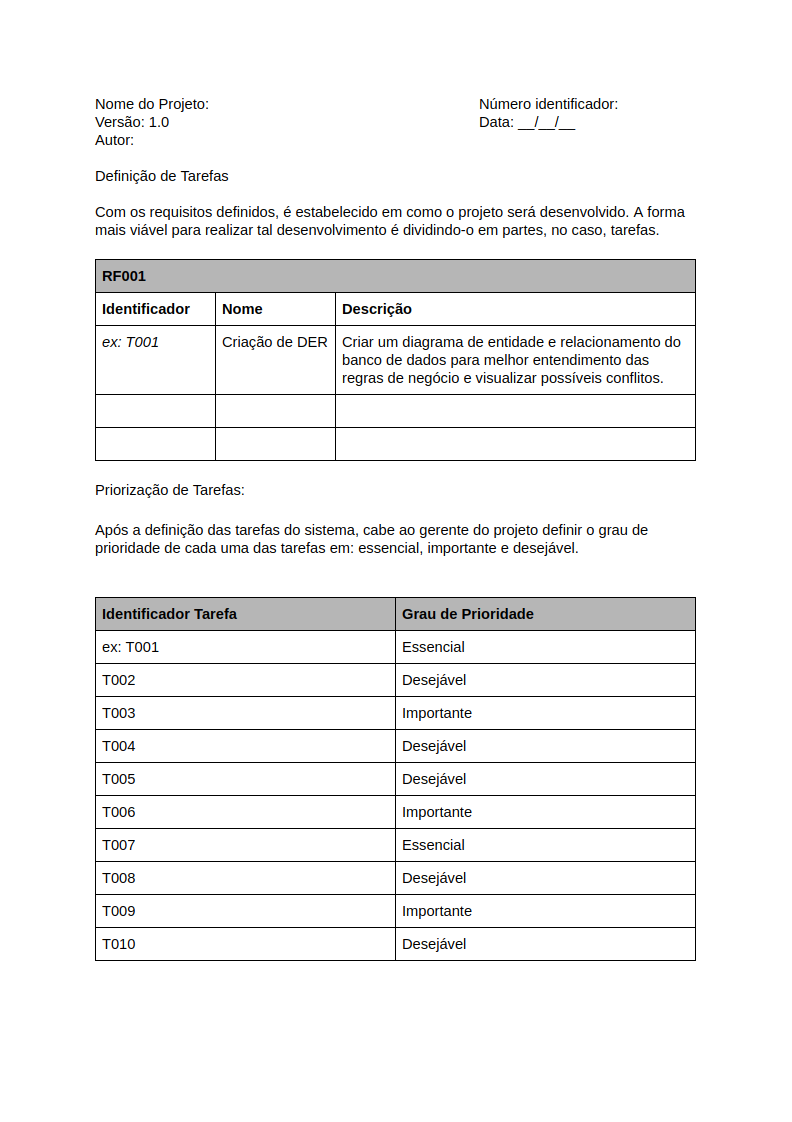 Nome do Projeto: Número identificador:
Versão: 1.0 Data: __/__/__
Autor:
Definição de Tarefas
Com os requisitos definidos, é estabelecido em como o projeto será desenvolvido. A forma
mais viável para realizar tal desenvolvimento é dividindo-o em partes, no caso, tarefas.
RF001
Identificador Nome Descrição
ex: T001 Criação de DER Criar um diagrama de entidade e relacionamento do
banco de dados para melhor entendimento das
regras de negócio e visualizar possíveis conflitos.
Priorização de Tarefas:
Após a definição das tarefas do sistema, cabe ao gerente do projeto definir o grau de
prioridade de cada uma das tarefas em: essencial, importante e desejável.
Identificador Tarefa Grau de Prioridade
ex: T001 Essencial
T002 Desejável
T003 Importante
T004 Desejável
T005 Desejável
T006 Importante
T007 Essencial
T008 Desejável
T009 Importante
T010 Desejável